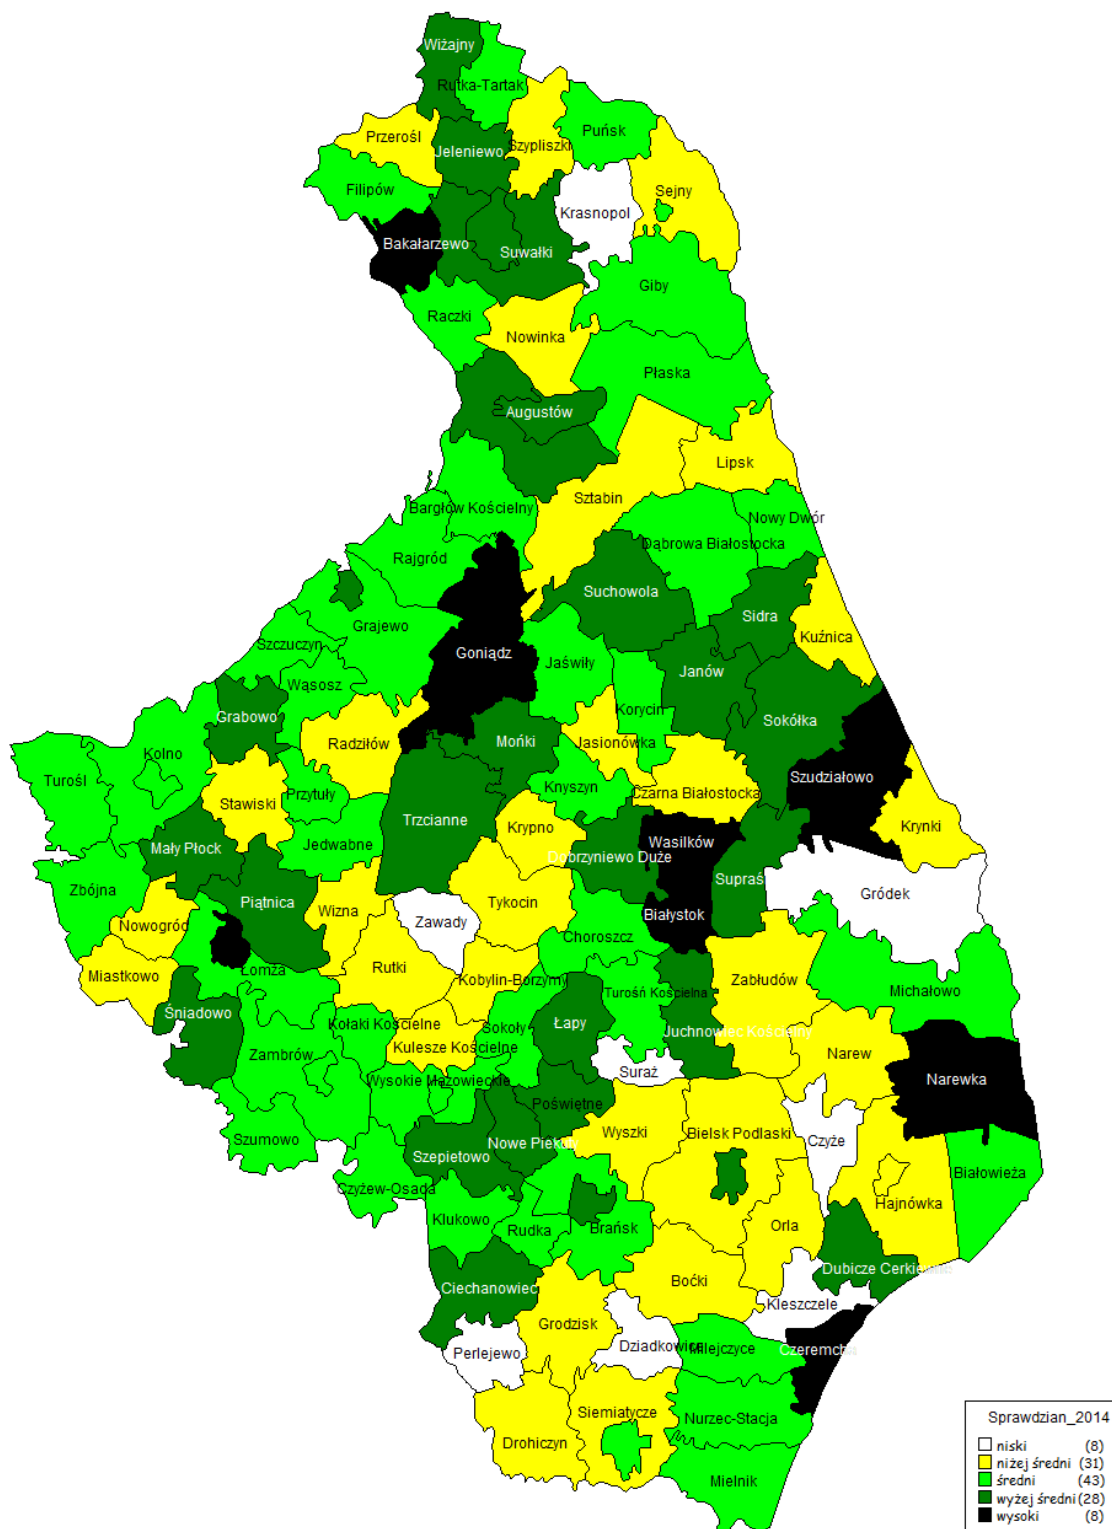 Wiżajny
Rutka-Tartak
Przerośl
Jeleniewo
Szypliszki
Puńsk
Filipów
Sejny
Krasnopol
Bakałarzewo
Suwałki
Giby
Raczki
Nowinka
Płaska
Augustów
Lipsk
Sztabin
Bargłów Kościelny
Nowy Dwór
Dąbrowa Białostocka
Rajgród
Suchowola
Sidra
Grajewo
Kuźnica
Szczuczyn
Goniądz
Jaświły
Janów
Wąsosz
Korycin
Grabowo
Sokółka
Radziłów
Mońki
Jasionówka
Kolno
Turośl
Szudziałowo
Przytuły
Knyszyn
Czarna Białostocka
Stawiski
Trzcianne
Krypno
Krynki
Jedwabne
Wasilków
Mały Płock
Dobrzyniewo Duże
Supraśl
Zbójna
Gródek
Piątnica
Tykocin
Wizna
Białystok
Nowogród
Zawady
Choroszcz
Miastkowo
Łomża
Rutki
Kobylin-Borzymy
Zabłudów
Turośń Kościelna
Michałowo
Śniadowo
Kołaki Kościelne
Sokoły
Łapy
Juchnowiec Kościelny
Narew
Kulesze Kościelne
Zambrów
Suraż
Wysokie Mazowieckie
Narewka
Poświętne
Szumowo
Nowe Piekuty
Wyszki
Bielsk Podlaski
Czyże
Szepietowo
Białowieża
Czyżew-Osada
Hajnówka
Klukowo
Rudka
Brańsk
Orla
Dubicze Cerkiewne
Ciechanowiec
Boćki
Kleszczele
Grodzisk
Perlejewo
Dziadkowice
Milejczyce
Czeremcha
Siemiatycze
Nurzec-Stacja
Drohiczyn
Mielnik
Sprawdzian_2014
niski (8)
niżej średni (31)
średni (43)
wyżej średni (28)
wysoki (8)